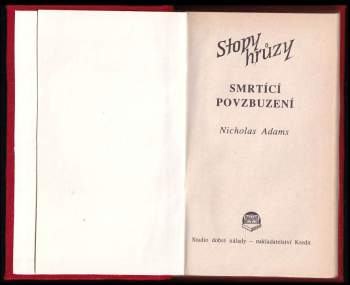 Stopy
hrůzy
SMRTÍCÍ
POVZBUZENÍ
Nicholas Adams
Studio dobré nálady – nakladatelství Kredit